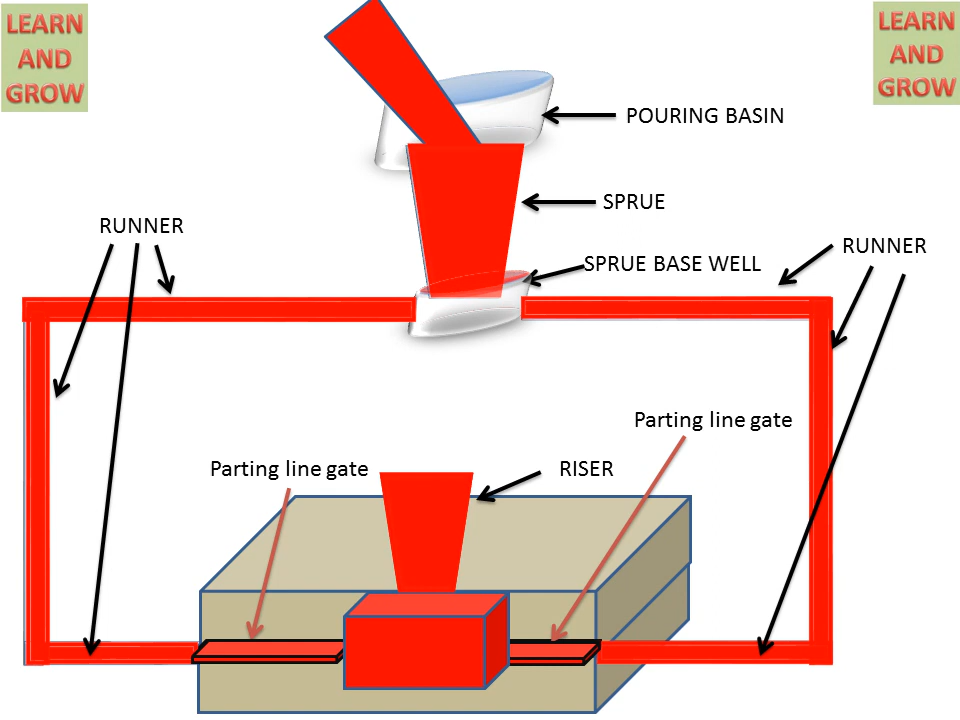 LEARN
AND
GROW
LEARN
AND
GROW
POURING BASIN
SPRUE
RUNNER
RUNNER
SPRUE BASE WELL
Parting line gate
Parting line gate
RISER